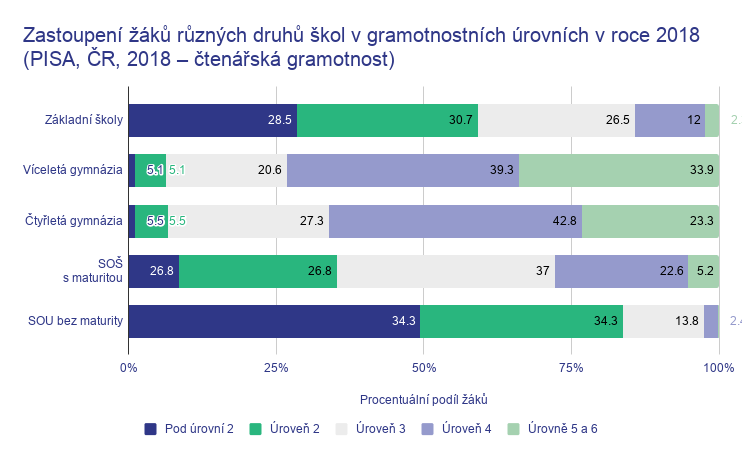 Zastoupení žáků různých druhů škol v gramotnostních úrovních v roce 2018
(PISA, ČR, 2018 – čtenářská gramotnost)
Základní školy 28.5 30.7 26.5 12 2.
Víceletá gymnázia 5.1 5.1 20.6 39.3 33.9
Čtyřletá gymnázia 5.5 5.5 27.3 42.8 23.3
SOŠ
s maturitou 26.8 26.8 37 22.6 5.2
SOU bez maturity 34.3 34.3 13.8 2.4
0% 25% 50% 75% 100%
Procentuální podíl žáků
Pod úrovní 2 Úroveň 2 Úroveň 3 Úroveň 4 Úrovně 5 a 6